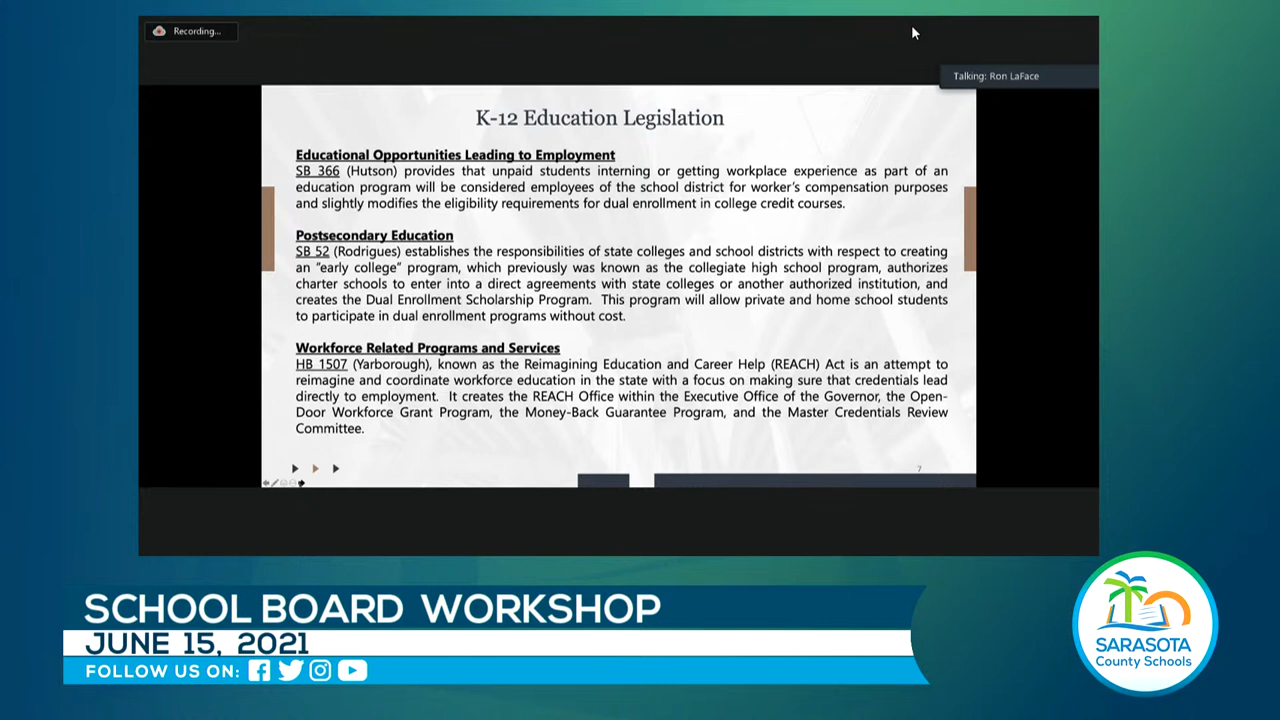 Recording...
Talking: Ron LaFace
K-12 Education Legislation
Educational Opportunities Leading to Employment
SB 366 (Hutson) provides that unpaid students interning or getting workplace experience as part of an
education program will be considered employees of the school district for worker's compensation purposes
and slightly modifies the eligibility requirements for dual enrollment in college credit courses.
Postsecondary Education
SB 52 (Rodrigues) establishes the responsibilities of state colleges and school districts with respect to creating
an "early college" program, which previously was known as the collegiate high school program, authorizes
charter schools to enter into a direct agreements with state colleges or another authorized institution, and
creates the Dual Enrollment Scholarship Program. This program will allow private and home school students
to participate in dual enrollment programs without cost.
Workforce Related Programs and Services
HB 1507 (Yarborough), known as the Reimagining Education and Career Help (REACH) Act is an attempt to
reimagine and coordinate workforce education in the state with a focus on making sure that credentials lead
directly to employment. It creates the REACH Office within the Executive Office of the Governor, the Open-
Door Workforce Grant Program, the Money-Back Guarantee Program, and the Master Credentials Review
Committee.
7
SCHOOL BOARD WORKSHOP
JUNE 15, 2021
FOLLOW US ON:
SARASOTA
County Schools